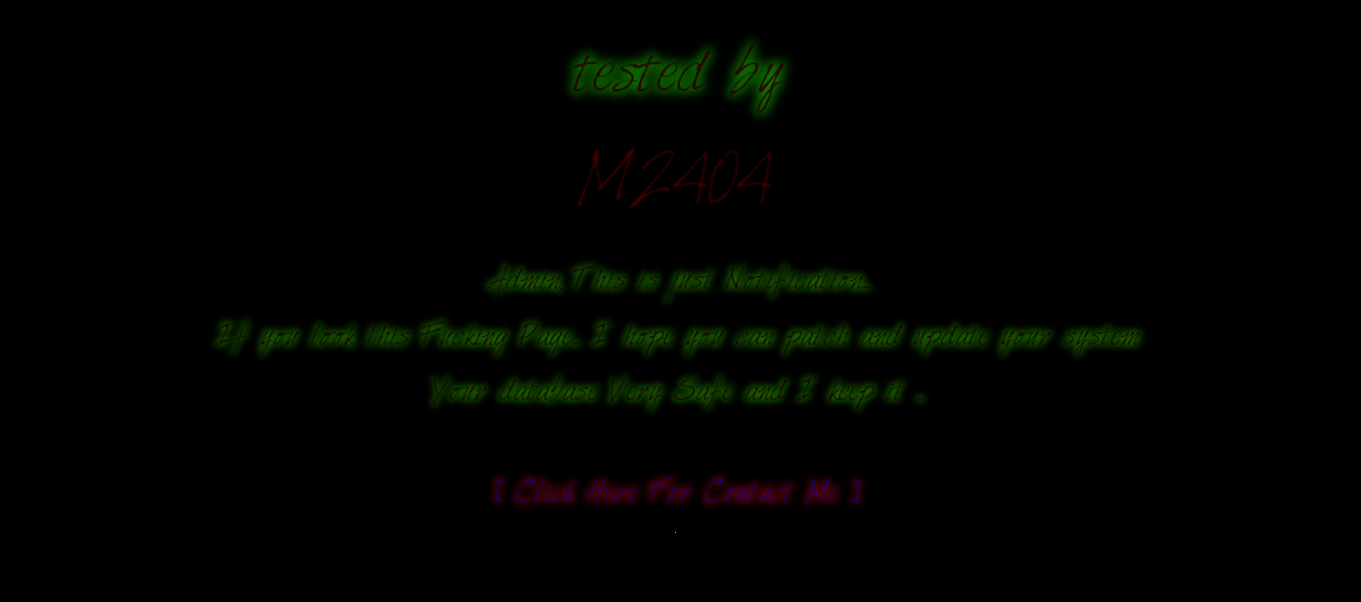 tested by
M2404
Admin, This is just Notification..
If you look this Fucking Page.. I hope you can patch and update your system
Your database Very Safe and I keep it ..
[ Click Here For Contact Me ]